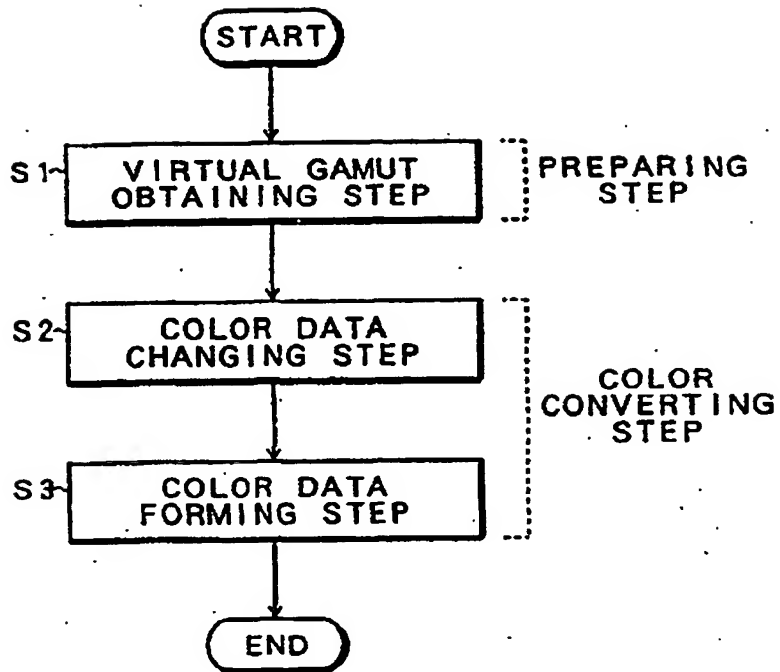 START
S1~
VIRTUAL GAMUT
OBTAINING STEP
PREPARING
STEP
S2~
COLOR DATA
CHANGING STEP
COLOR
CONVERTING
STEP
S3~
COLOR DATA
FORMING STEP
END